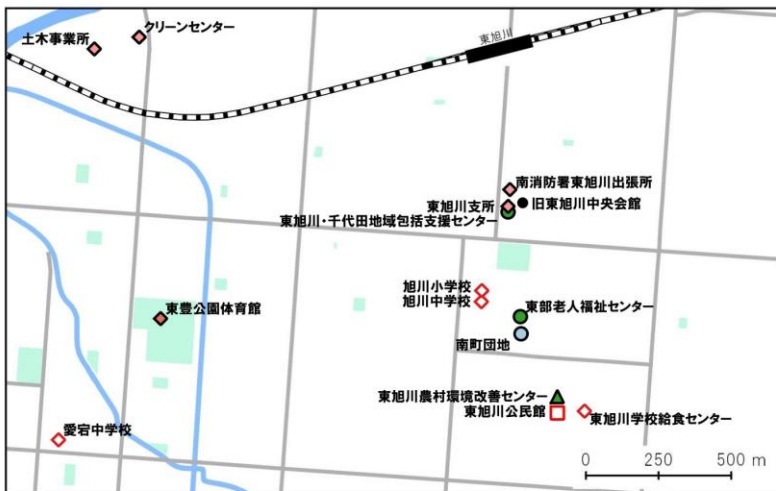 クリーンセンター
土木事業所
東旭川
南消防署東旭川出張所
東旭川支所
旧東旭川中央会館
東旭川・千代田地域包括支援センター
旭川小学校
旭川中学校
東豊公園体育館
東部老人福祉センター
南町団地
東旭川農村環境改善センター
東旭川公民館
東旭川学校給食センター
愛宕中学校
0 250 500 m